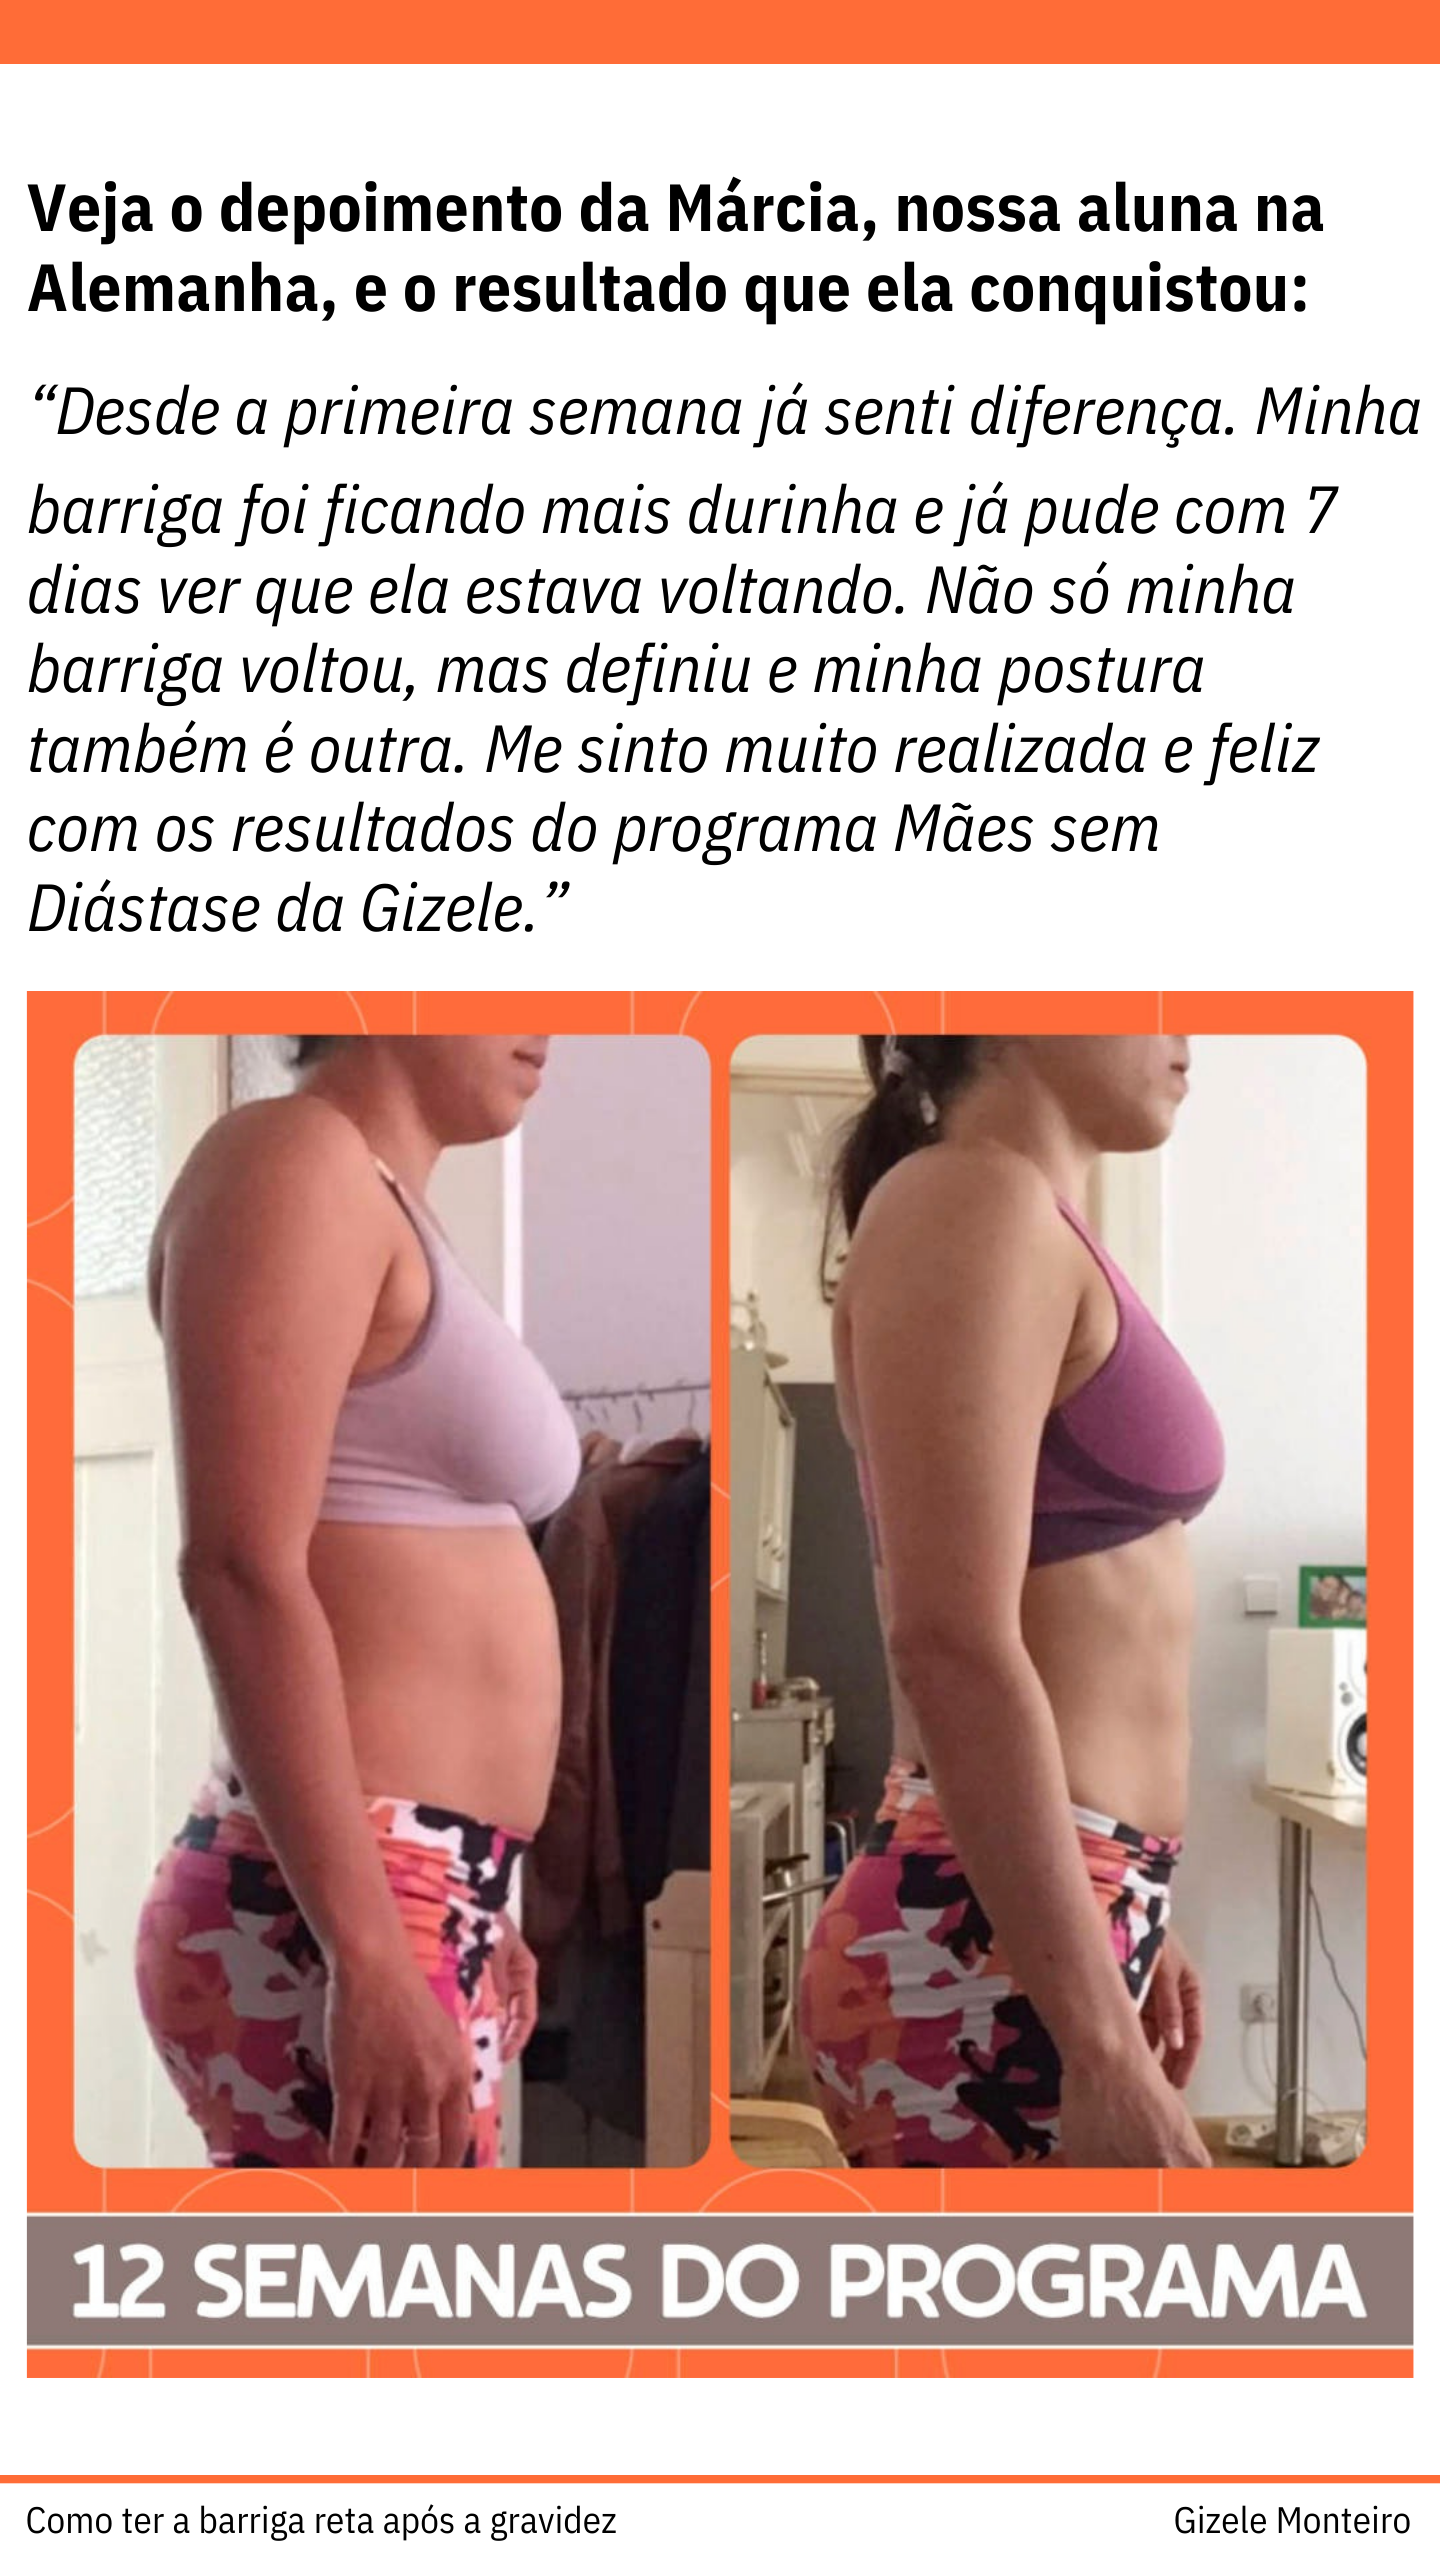 Veja o depoimento da Márcia, nossa aluna na
Alemanha, e o resultado que ela conquistou:
“Desde a primeira semana já senti diferença. Minha
barriga foi ficando mais durinha e já pude com 7
dias ver que ela estava voltando. Não só minha
barriga voltou, mas definiu e minha postura
também é outra. Me sinto muito realizada e feliz
com os resultados do programa Mães sem
Diástase da Gizele.”
12 SEMANAS DO PROGRAMA
Como ter a barriga reta após a gravidez
Gizele Monteiro